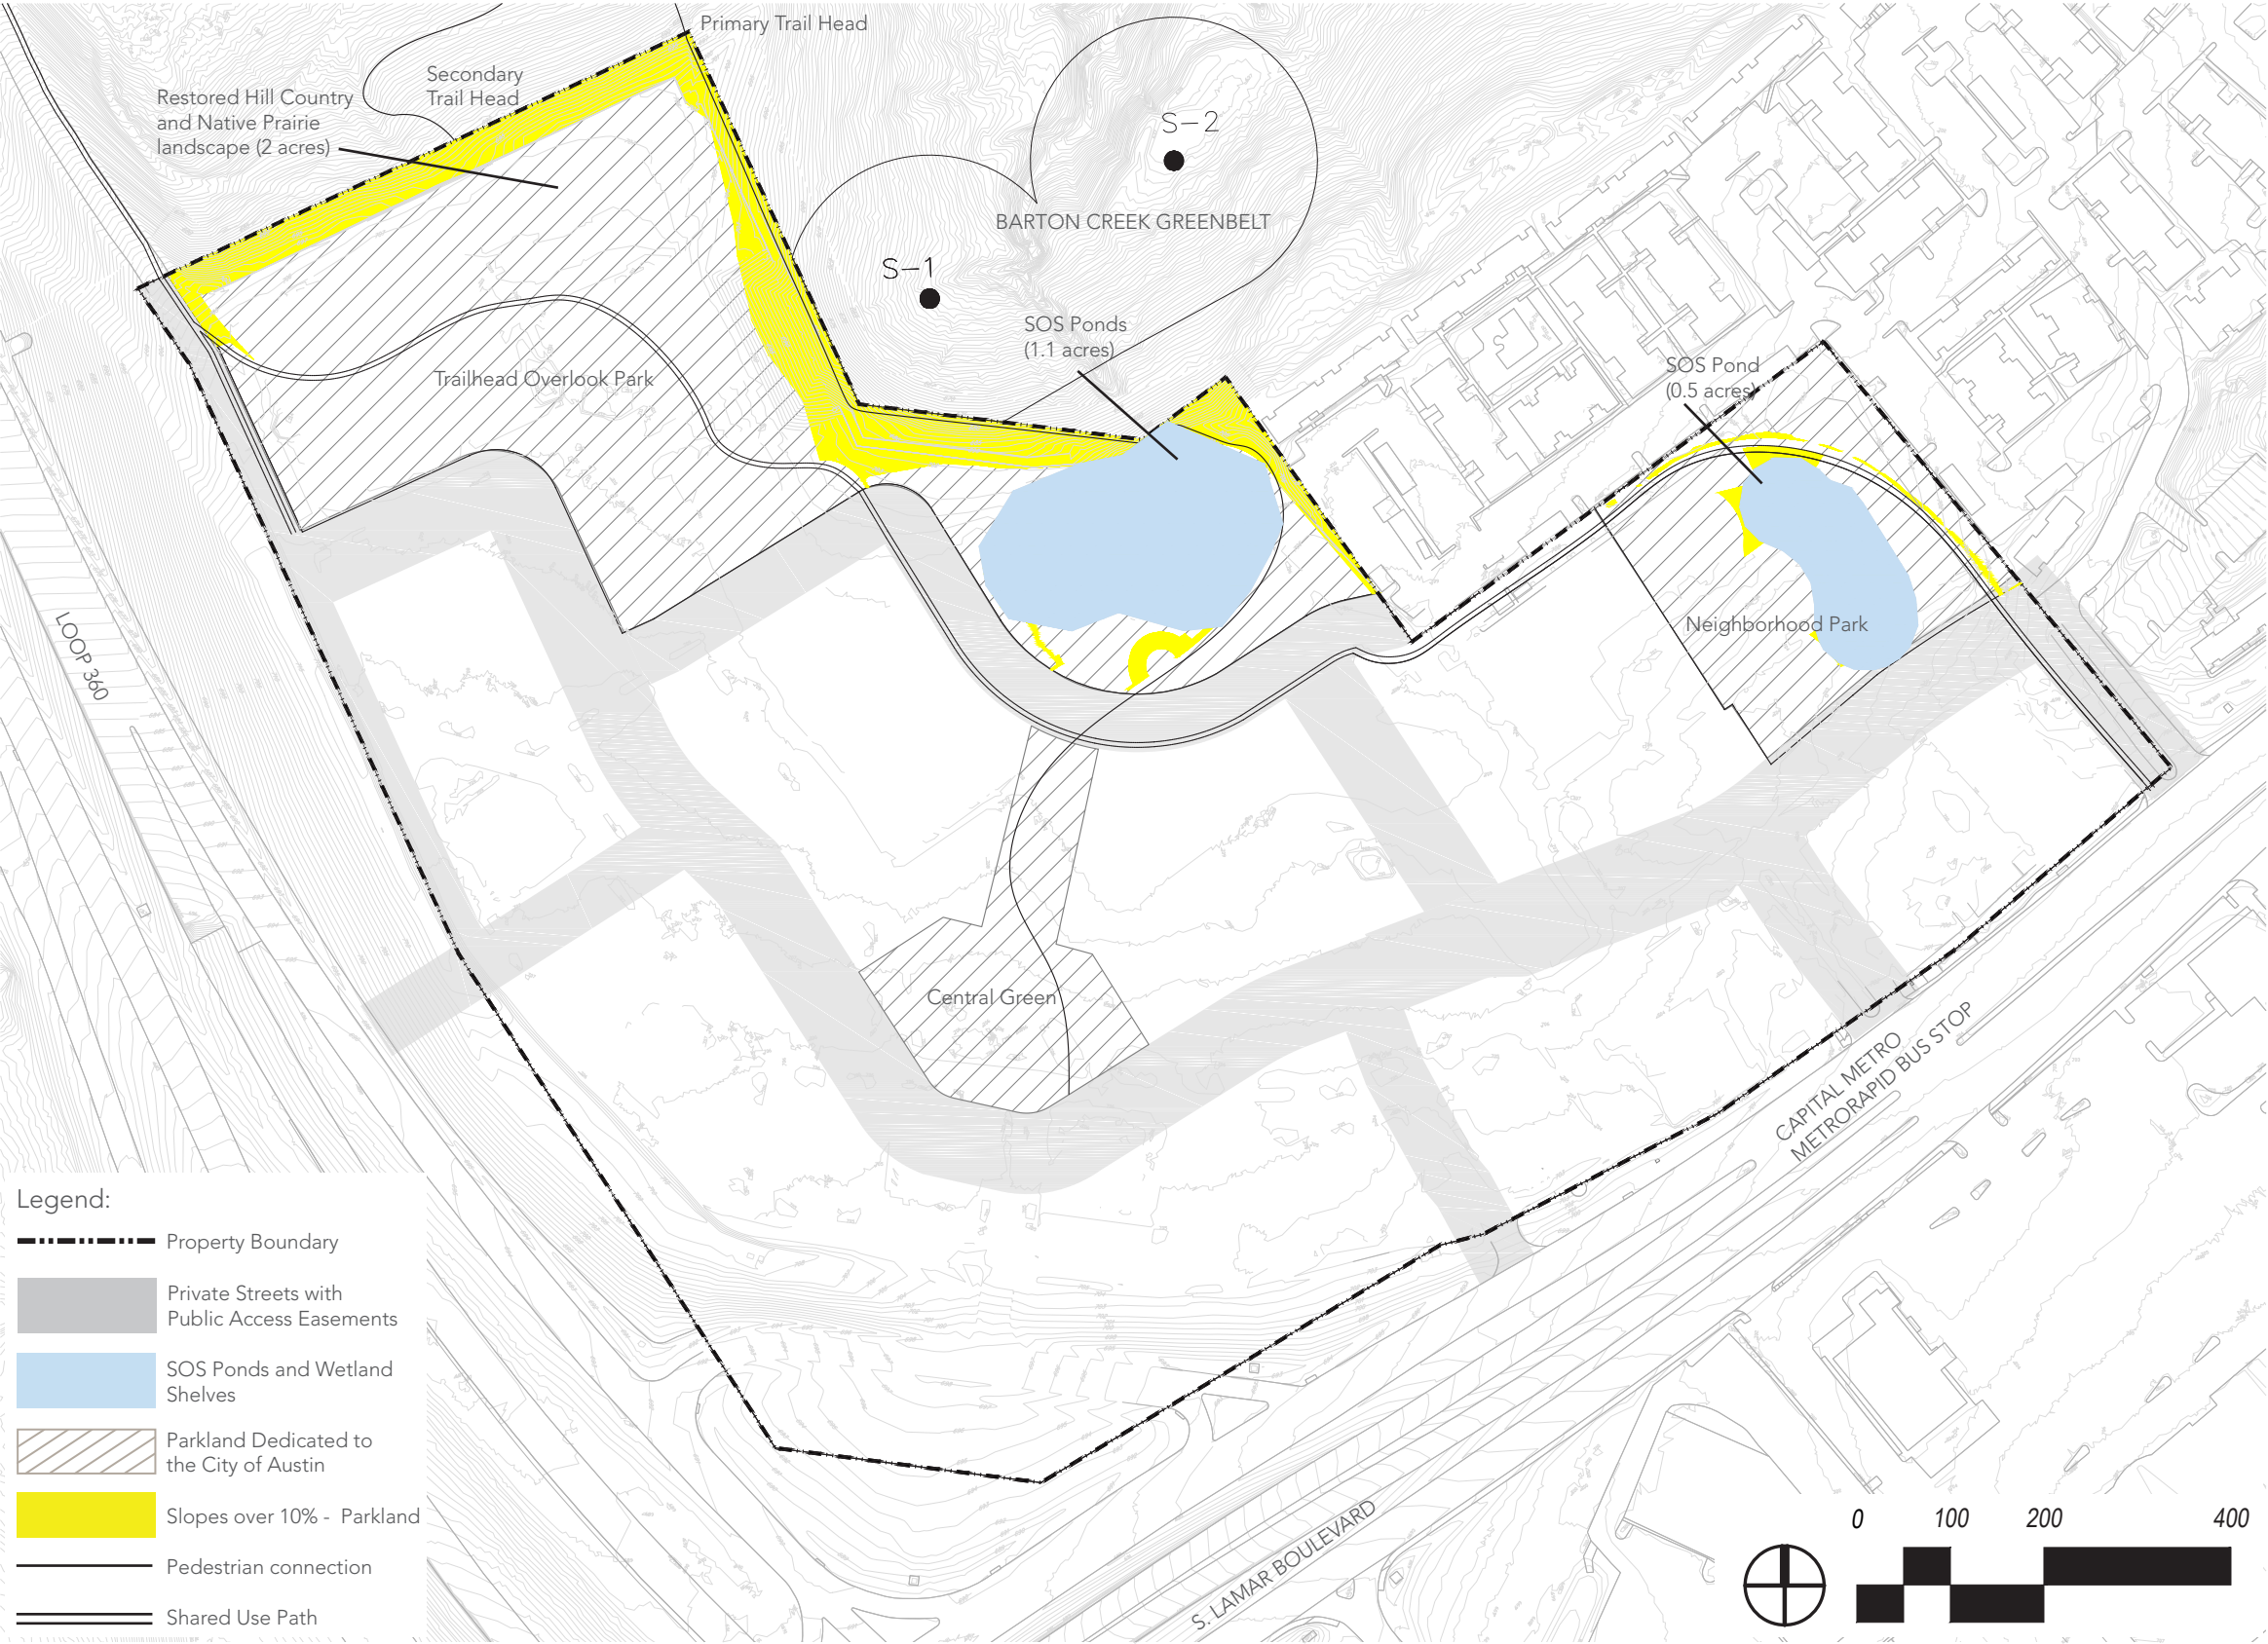 Primary Trail Head
Secondary
Trail Head
Restored Hill Country
and Native Prairie
landscape (2 acres)
S-2
BARTON CREEK GREENBELT
S-1
SOS Ponds
(1.1 acres)
SOS Pond
(0.5 acres)
Trailhead Overlook Park
Neighborhood Park
LOOP 360
Central Green
CAPITAL METRO
METRORAPID BUS STOP
S. LAMAR BOULEVARD
Legend:
Property Boundary
Private Streets with
Public Access Easements
SOS Ponds and Wetland
Shelves
Parkland Dedicated to
the City of Austin
Slopes over 10% - Parkland
Pedestrian connection
Shared Use Path
0 100 200 400